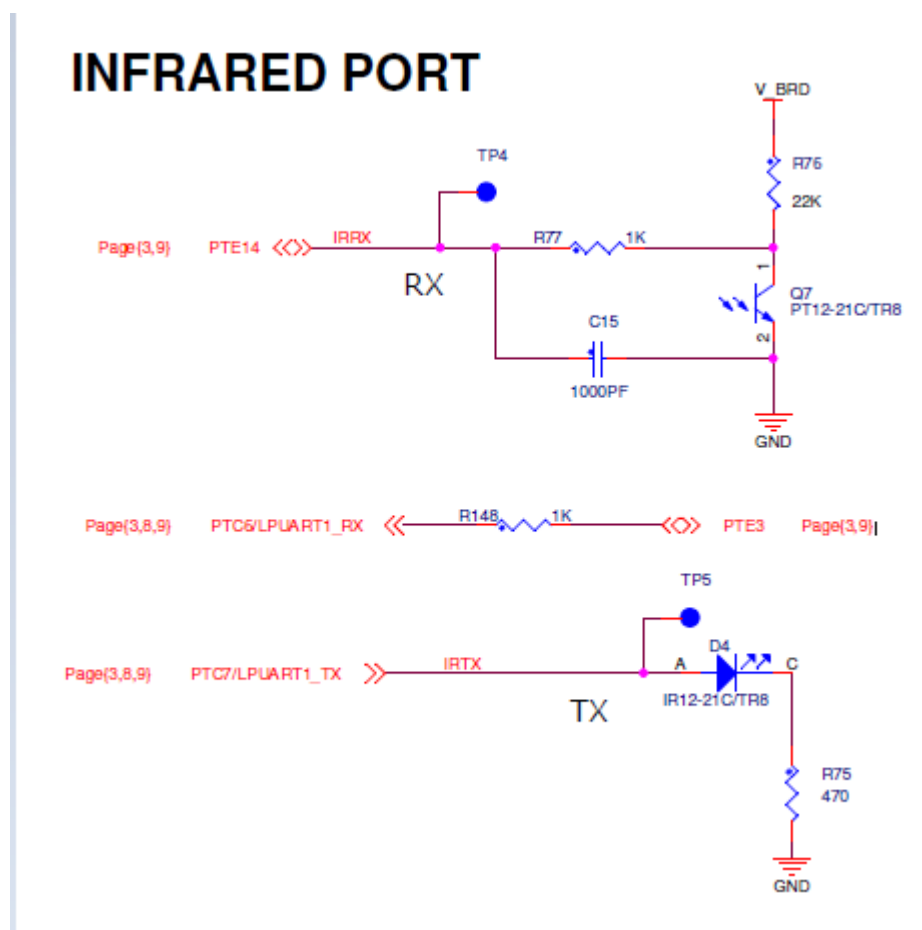 INFRARED PORT
V_BRD
TP4
R76
22K
Page{3,9} PTE14 IRRX R77 1K
RX
1
Q7
PT12-21C/TR8
C15
2
1000PF
GND
Page{3,8,9} PTC6/LPUART1_RX R148 1K PTE3 Page{3,9}
TP5
D4
Page{3,8,9} PTC7/LPUART1_TX IRTX A C
TX IR12-21C/TR8
R75
470
GND